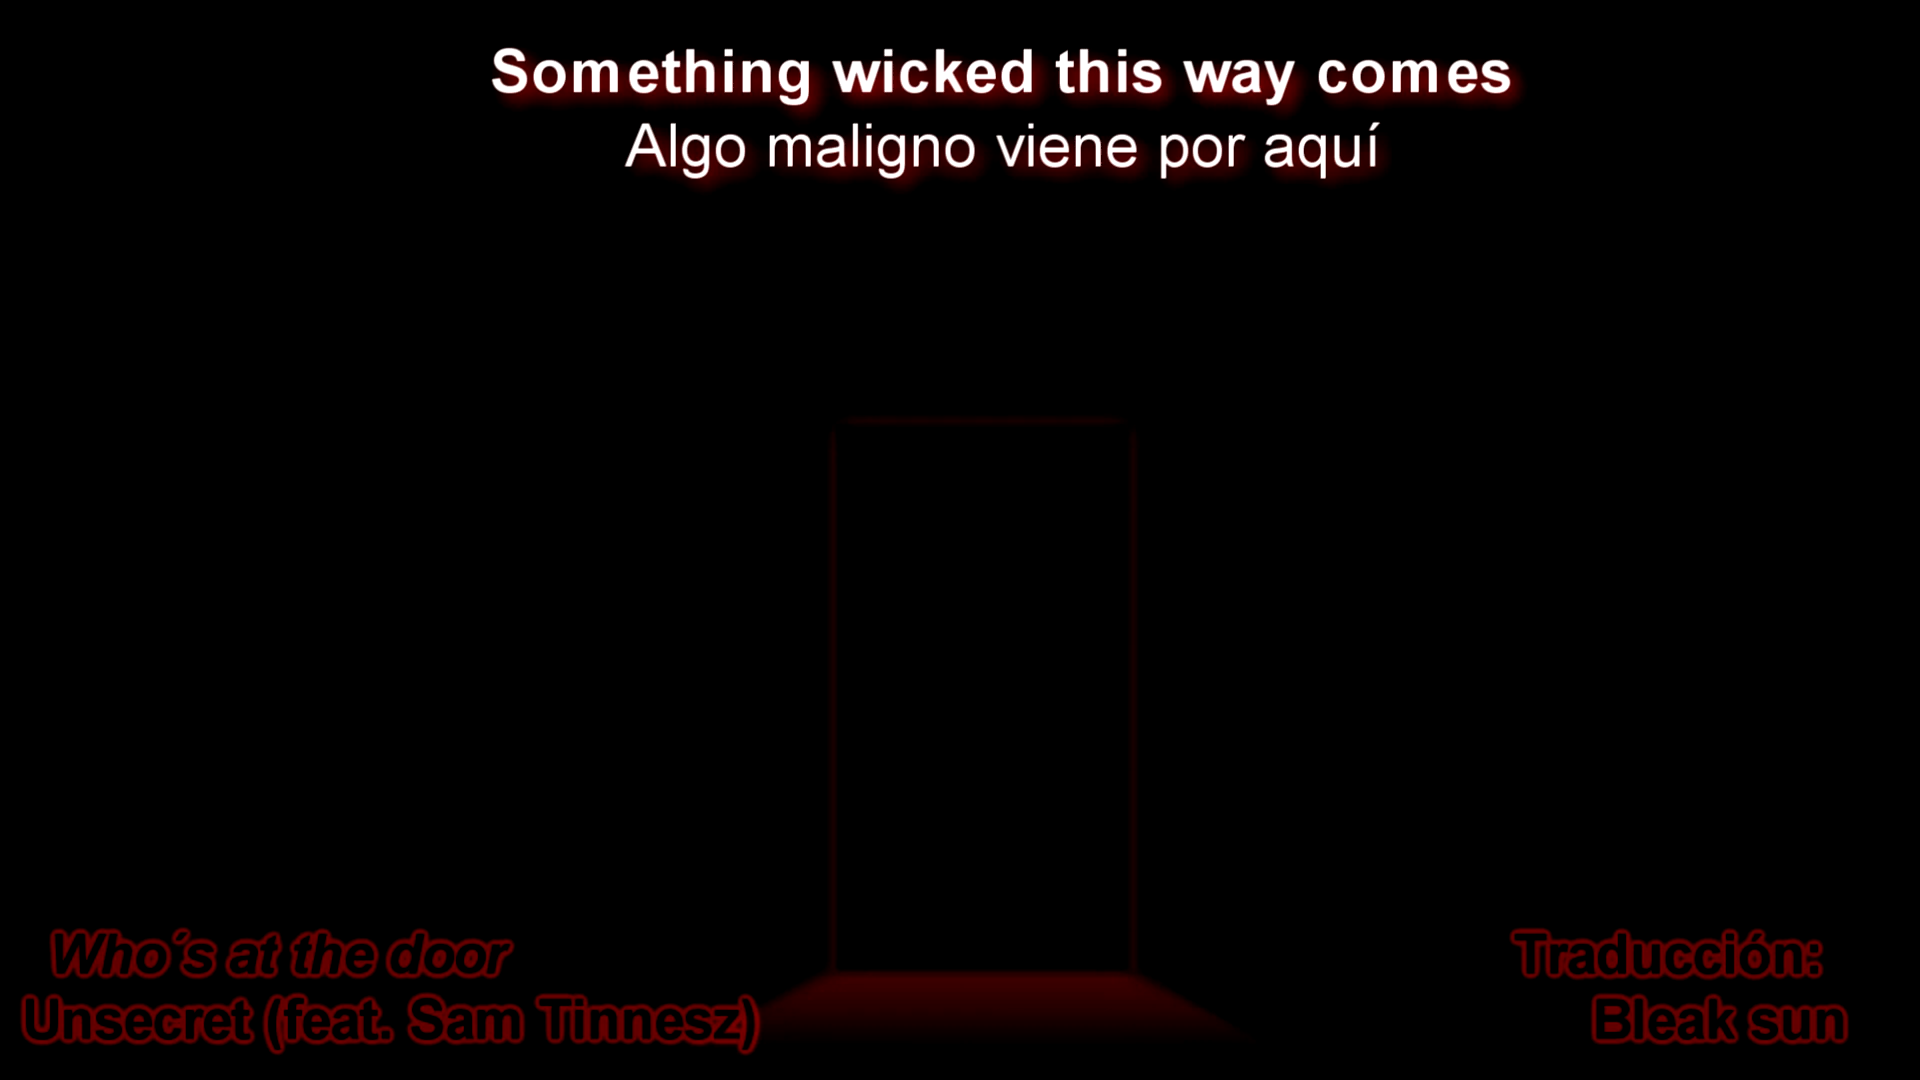 Something wicked this way comes
Algo maligno viene por aquí
Who´s at the door
Unsecret (feat. Sam Tinnesz)
Traducción:
Bleak sun